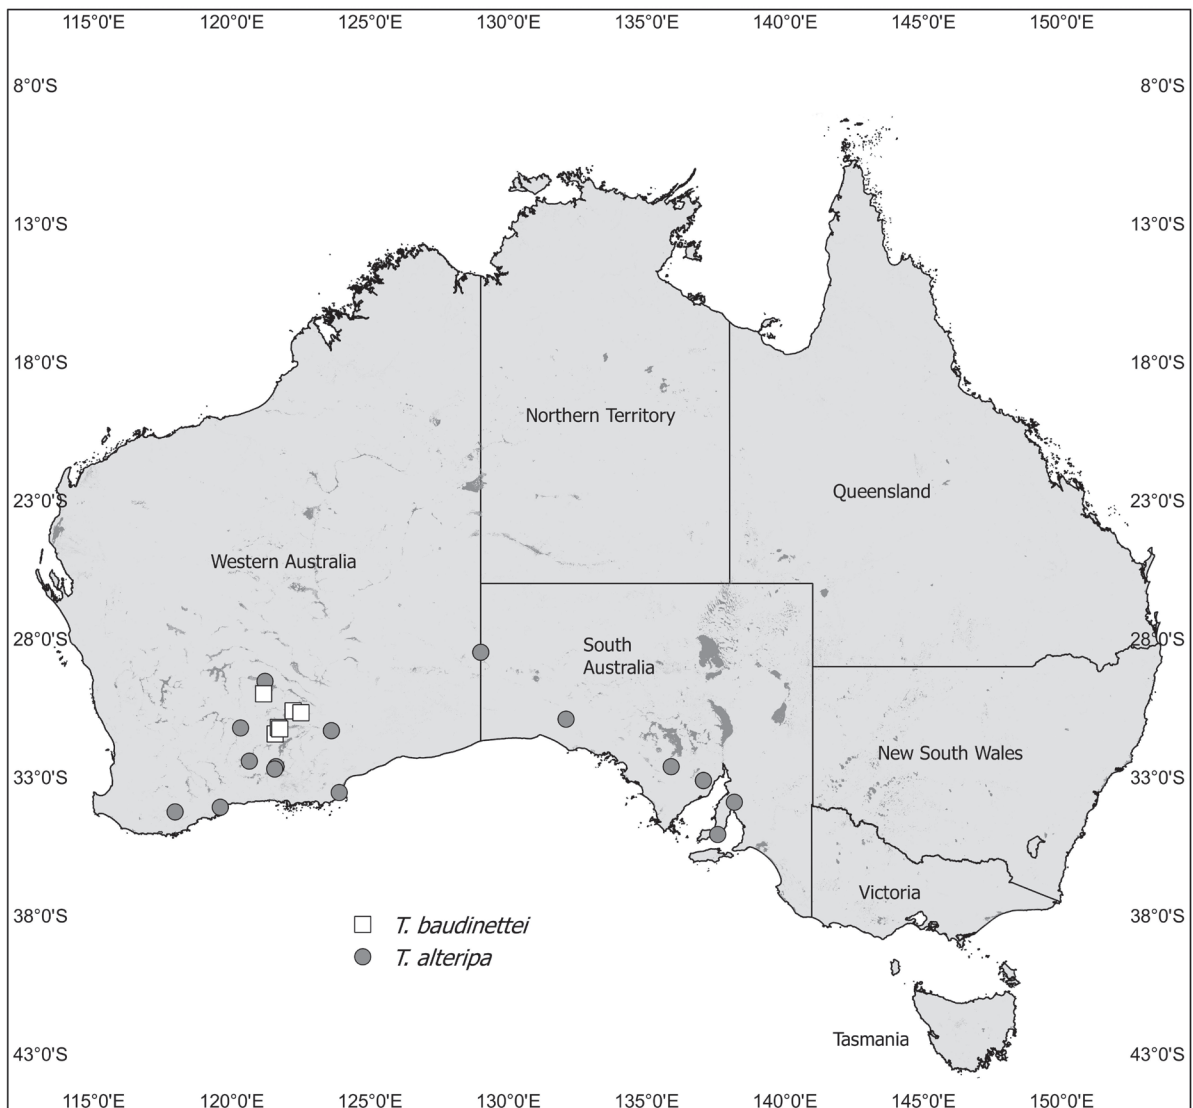 115°0'E 120°0'E 125°0'E 130°0'E 135°0'E 140°0'E 145°0'E 150°0'E
8°0'S 8°0'S
13°0'S 13°0'S
18°0'S 18°0'S
Northern Territory
Queensland
23°0'S 23°0'S
Western Australia
28°0'S 28°0'S
South
Australia
New South Wales
33°0'S 33°0'S
Victoria
38°0'S 38°0'S
T. baudinettei
T. alteripa
Tasmania
43°0'S 43°0'S
115°0'E 120°0'E 125°0'E 130°0'E 135°0'E 140°0'E 145°0'E 150°0'E